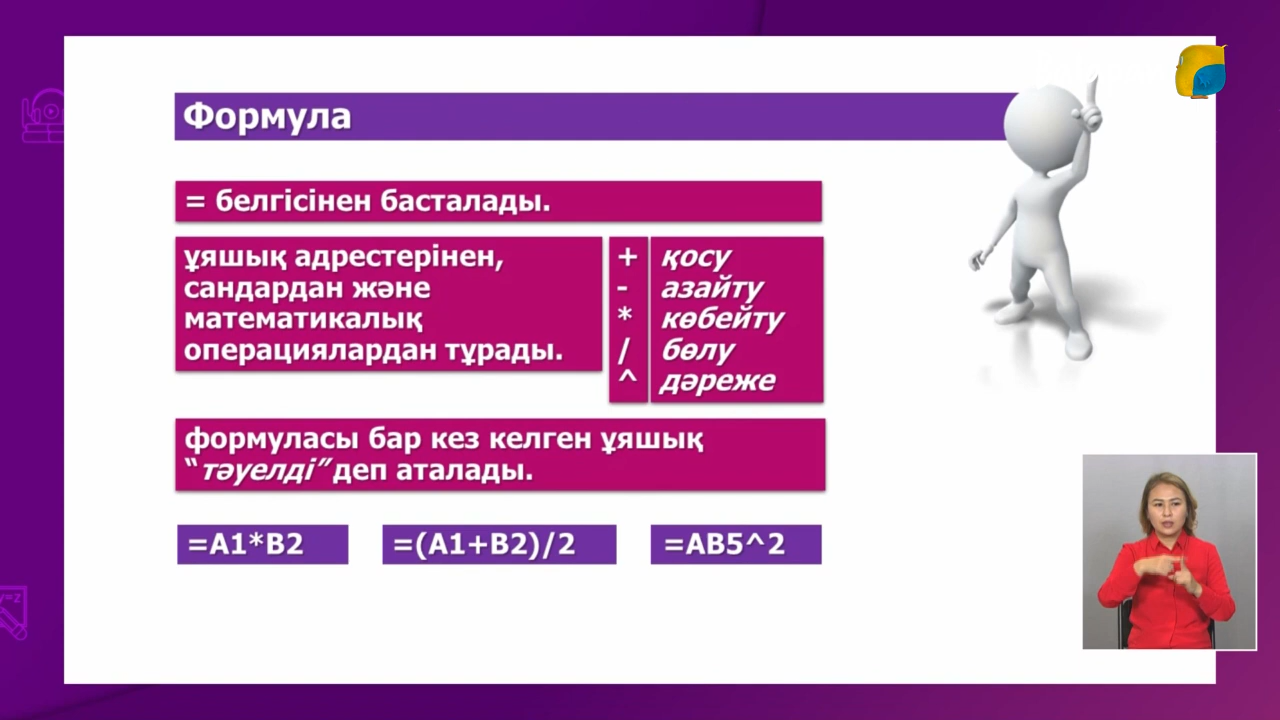 Формула
= белгісінен басталады.
ұяшық адрестерінен,
сандардан және
математикалық
операциялардан тұрады.
+ қосу
- азайту
* көбейту
/ бөлу
^ дәреже
формуласы бар кез келген ұяшық
“тәуелді” деп аталады.
=A1*B2
=(A1+B2)/2
=AB5^2
y=z